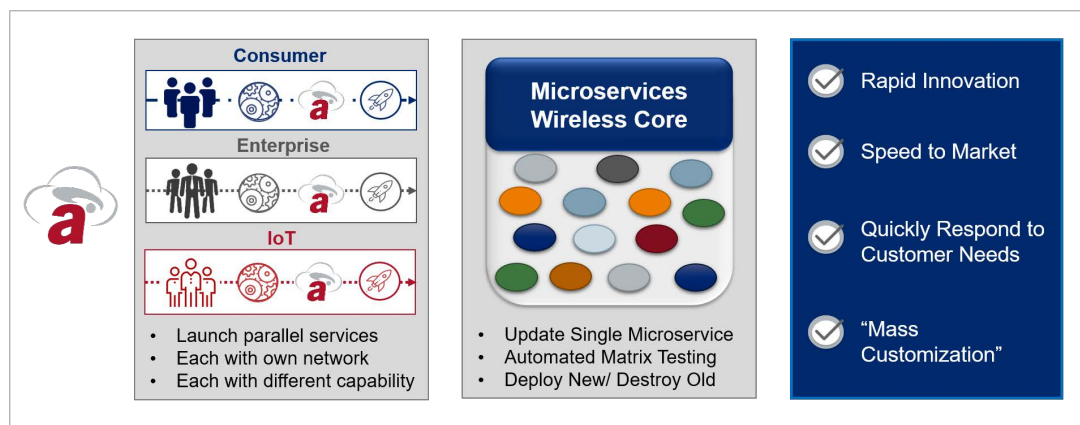 a
Consumer
a
Enterprise
a
IoT
a
• Launch parallel services
• Each with own network
• Each with different capability
Microservices
Wireless Core
• Update Single Microservice
• Automated Matrix Testing
• Deploy New/ Destroy Old
Rapid Innovation
Speed to Market
Quickly Respond to
Customer Needs
“Mass
Customization”